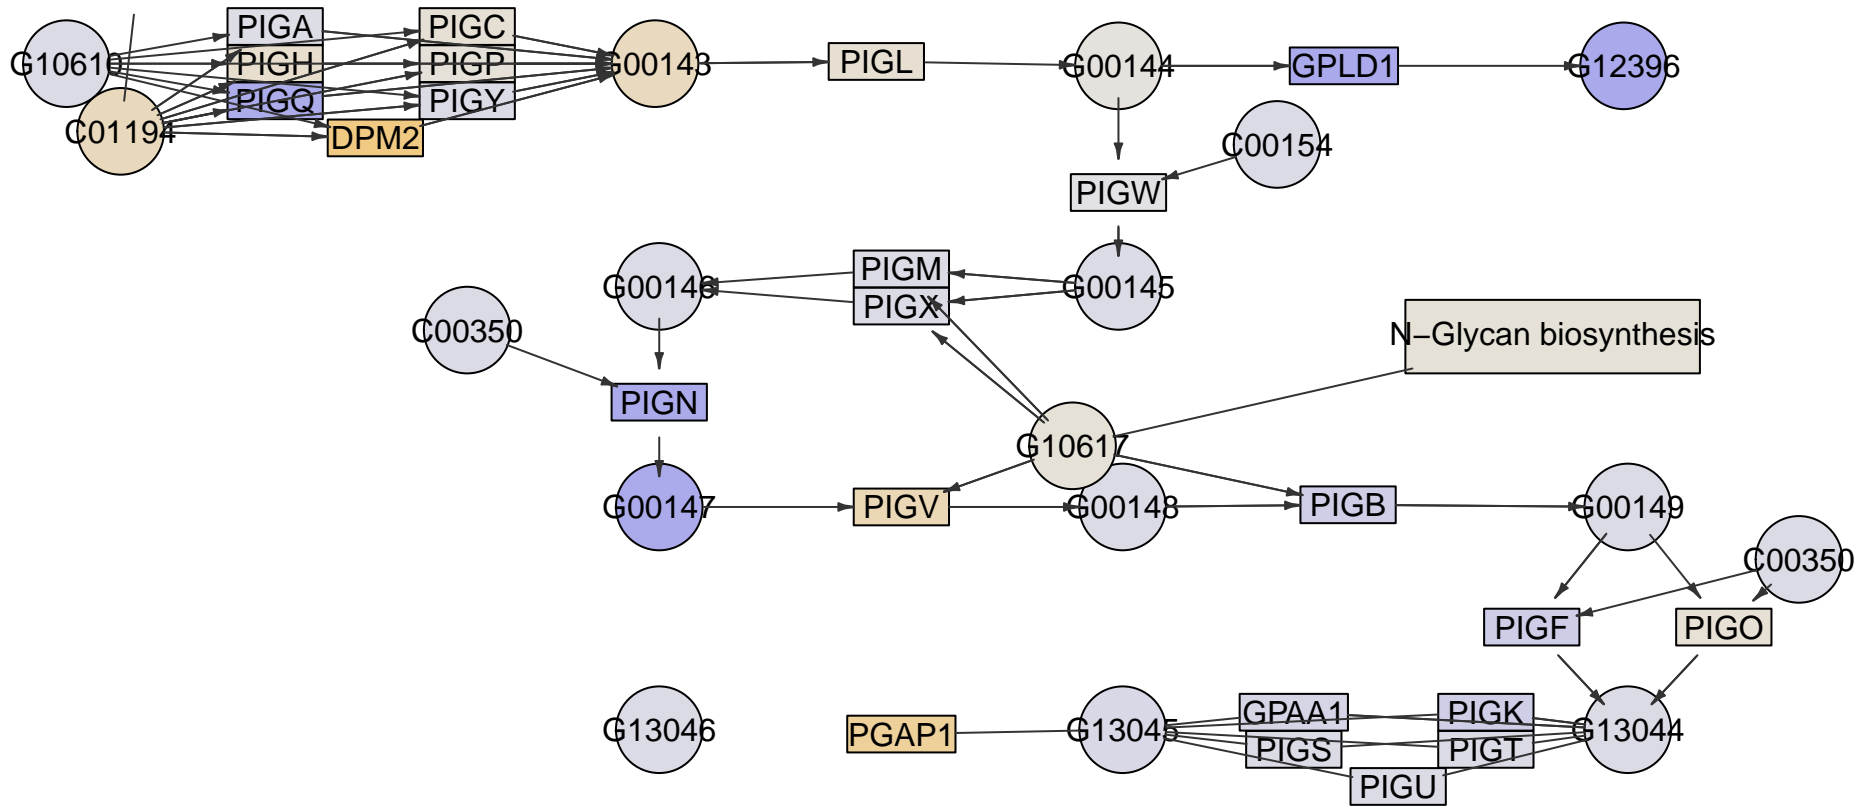 PIGA
PIGC
G10610
PIGH
PIGP
G00143
PIGL
G00144
GPLD1
G12396
PIGQ
PIGY
C01194
DPM2
C00154
PIGW
PIGM
G00146
G00145
PIGX
C00350
N−Glycan biosynthesis
PIGN
G10617
G00147
PIGV
G00148
PIGB
G00149
C00350
PIGF
PIGO
GPAA1
PIGK
G13046
PGAP1
G13045
G13044
PIGS
PIGT
PIGU